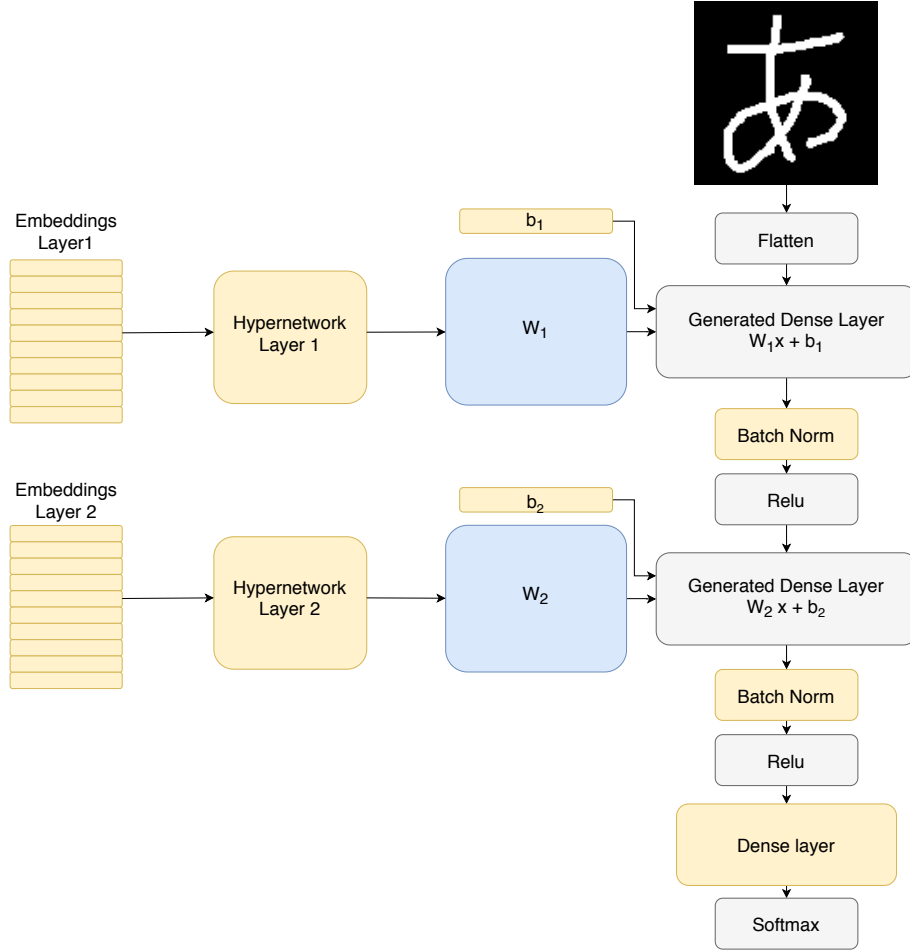 あ
Flatten
Embeddings
Layer1
b₁
Hypernetwork
Layer 1
W₁
Generated Dense Layer
W₁x + b₁
Batch Norm
Relu
Embeddings
Layer 2
b₂
Hypernetwork
Layer 2
W₂
Generated Dense Layer
W₂ x + b₂
Batch Norm
Relu
Dense layer
Softmax